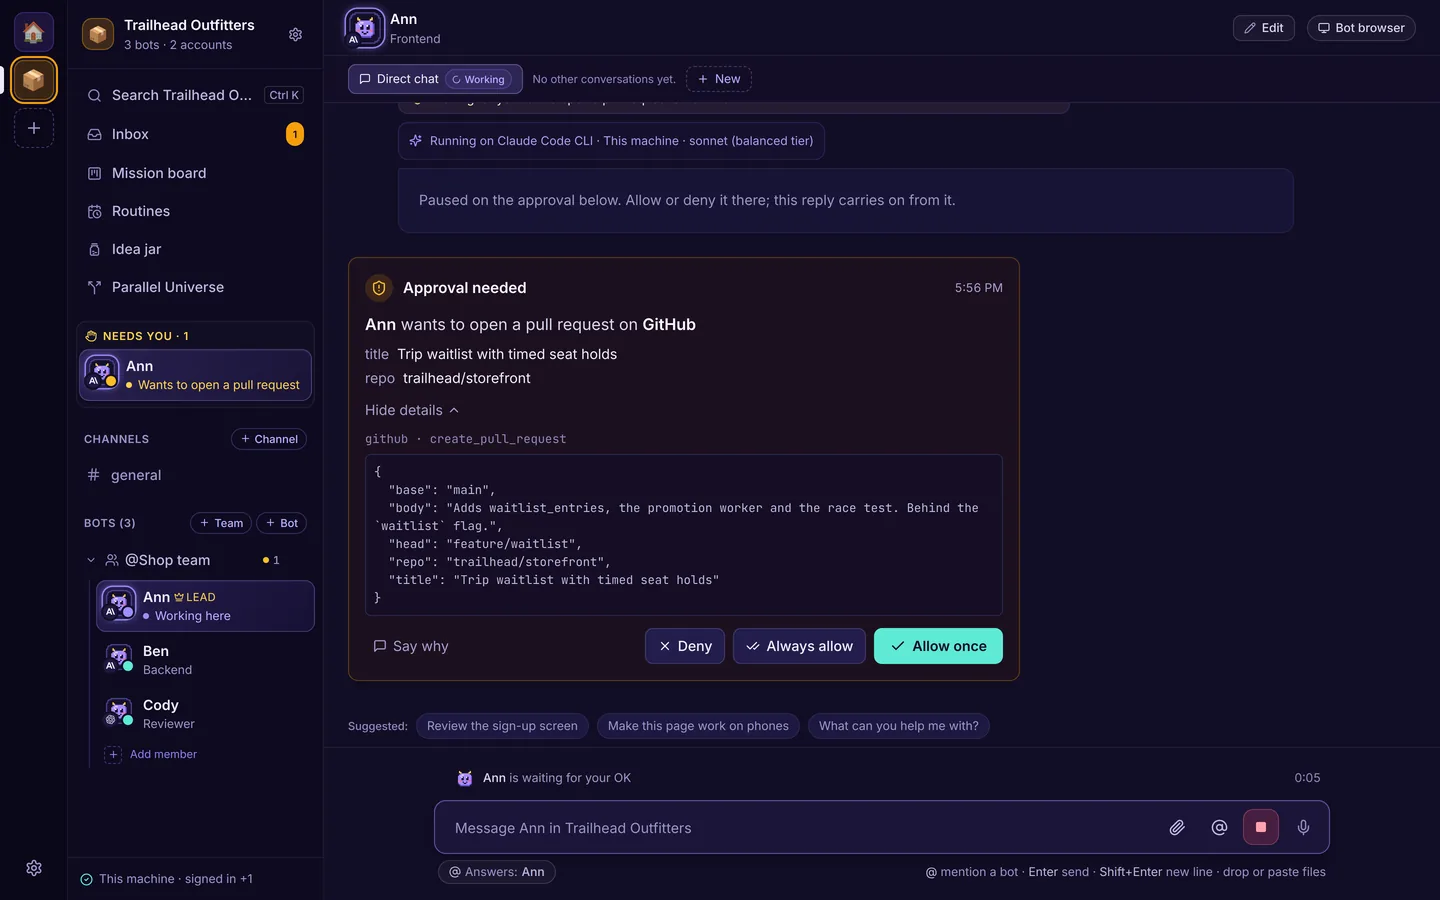 Trailhead Outfitters
3 bots · 2 accounts
Search Trailhead O...
Ctrl K
Inbox
1
Mission board
Routines
Idea jar
Parallel Universe
NEEDS YOU · 1
Ann
Wants to open a pull request
CHANNELS
+ Channel
# general
BOTS (3)
+ Team
+ Bot
@Shop team
1
Ann LEAD
Working here
Ben
Backend
Cody
Reviewer
+ Add member
This machine · signed in +1
Ann
Frontend
Edit
Bot browser
Direct chat
Working
No other conversations yet.
+ New
Running on Claude Code CLI · This machine · sonnet (balanced tier)
Paused on the approval below. Allow or deny it there; this reply carries on from it.
Approval needed
5:56 PM
Ann wants to open a pull request on GitHub
title Trip waitlist with timed seat holds
repo trailhead/storefront
Hide details
github · create_pull_request
{
"base": "main",
"body": "Adds waitlist_entries, the promotion worker and the race test. Behind the
`waitlist` flag.",
"head": "feature/waitlist",
"repo": "trailhead/storefront",
"title": "Trip waitlist with timed seat holds"
}
Say why
Deny
Always allow
Allow once
Suggested:
Review the sign-up screen
Make this page work on phones
What can you help me with?
Ann is waiting for your OK
0:05
Message Ann in Trailhead Outfitters
@ Answers: Ann
@ mention a bot · Enter send · Shift+Enter new line · drop or paste files